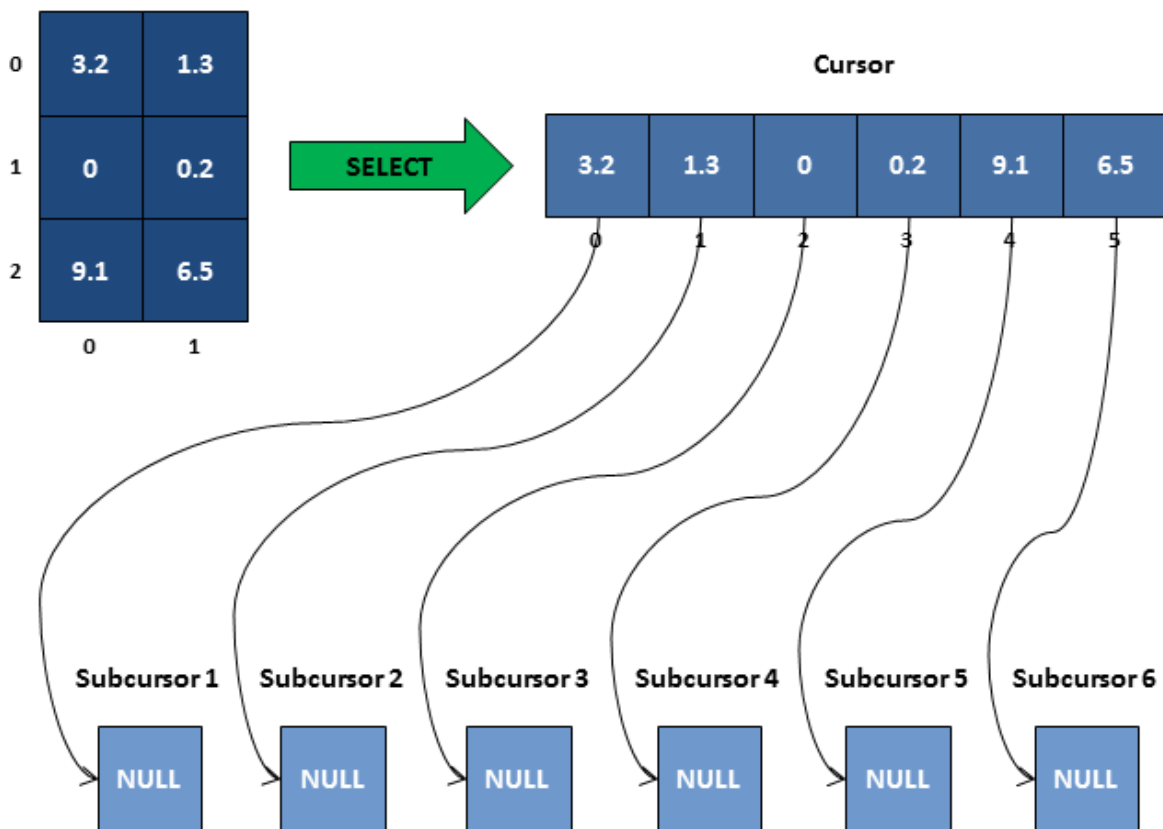 0 3.2 1.3
Cursor
1 0 0.2
SELECT
3.2 1.3 0 0.2 9.1 6.5
0 1 2 3 4 5
2 9.1 6.5
0 1
Subcursor 1 Subcursor 2 Subcursor 3 Subcursor 4 Subcursor 5 Subcursor 6
NULL NULL NULL NULL NULL NULL